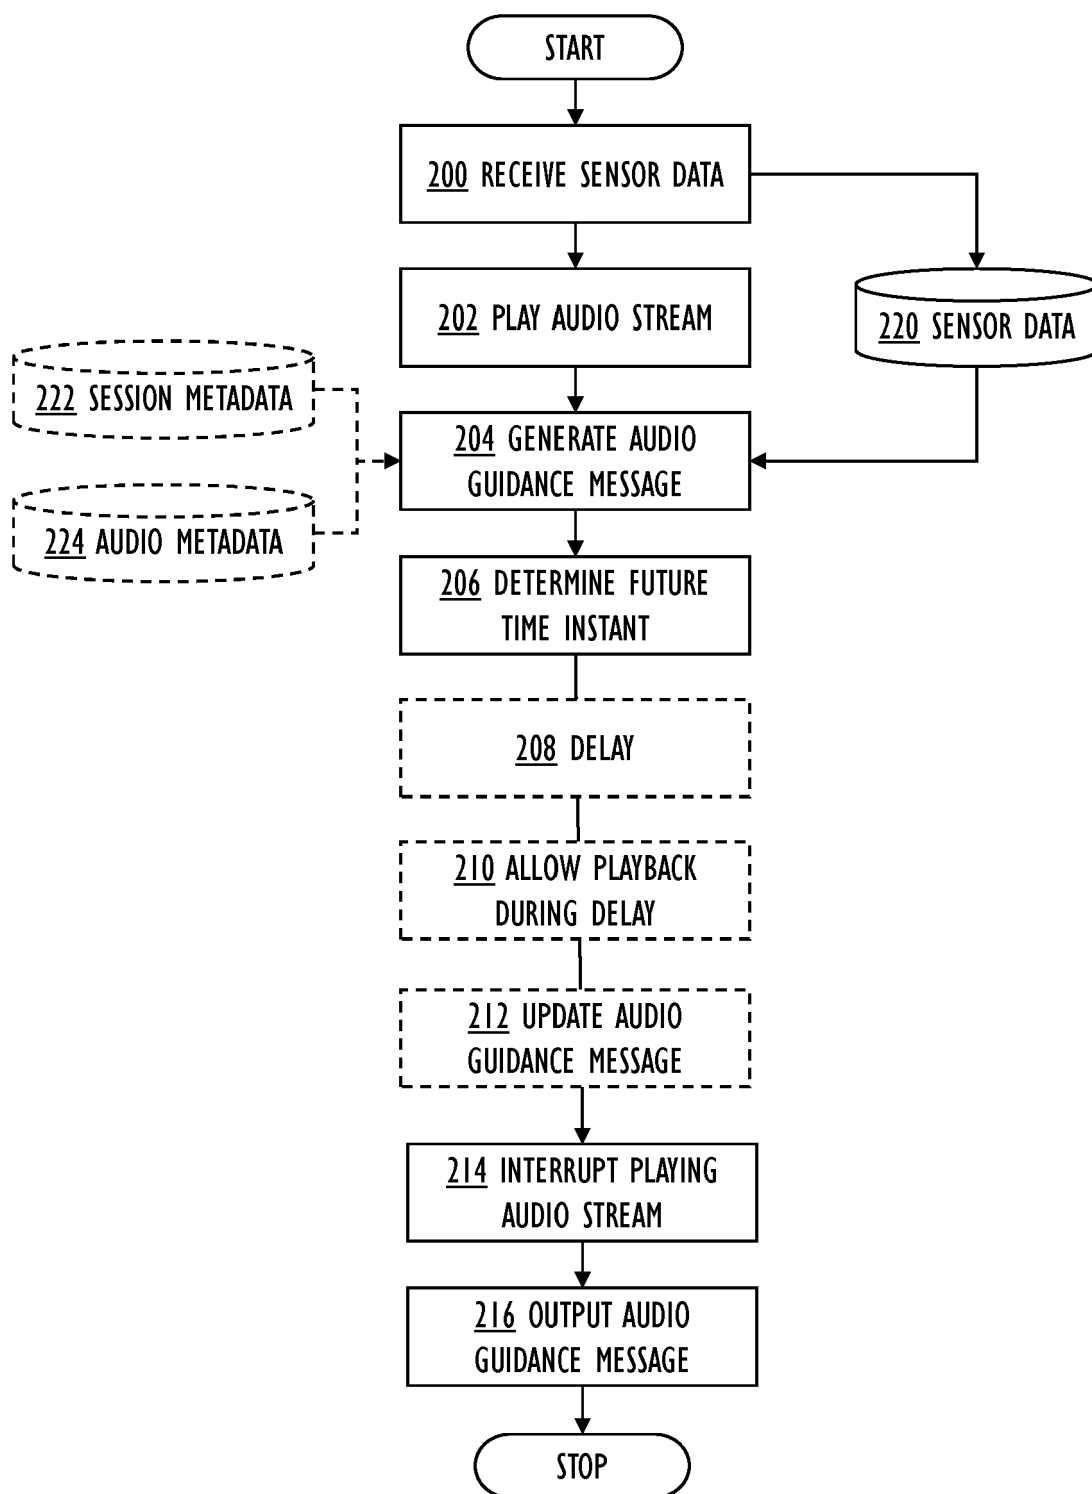 START
200 RECEIVE SENSOR DATA
202 PLAY AUDIO STREAM
220 SENSOR DATA
222 SESSION METADATA
204 GENERATE AUDIO
GUIDANCE MESSAGE
224 AUDIO METADATA
206 DETERMINE FUTURE
TIME INSTANT
208 DELAY
210 ALLOW PLAYBACK
DURING DELAY
212 UPDATE AUDIO
GUIDANCE MESSAGE
214 INTERRUPT PLAYING
AUDIO STREAM
216 OUTPUT AUDIO
GUIDANCE MESSAGE
STOP